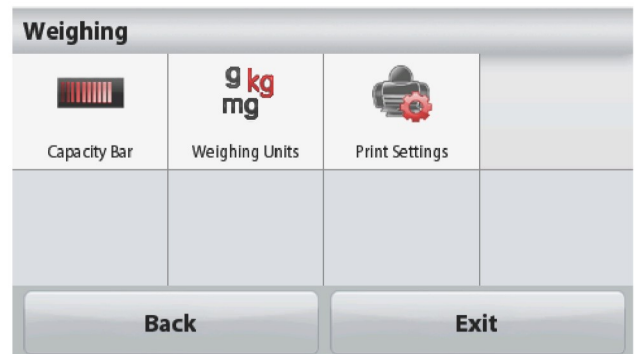 Weighing
g kg
mg
Capacity Bar
Weighing Units
Print Settings
Back
Exit